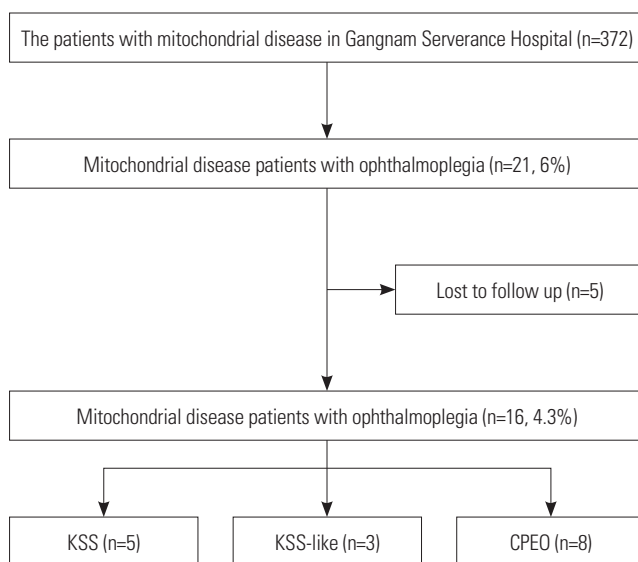 The patients with mitochondrial disease in Gangnam Serverance Hospital (n=372)
Mitochondrial disease patients with ophthalmoplegia (n=21, 6%)
Lost to follow up (n=5)
Mitochondrial disease patients with ophthalmoplegia (n=16, 4.3%)
KSS (n=5)
KSS-like (n=3)
CPEO (n=8)